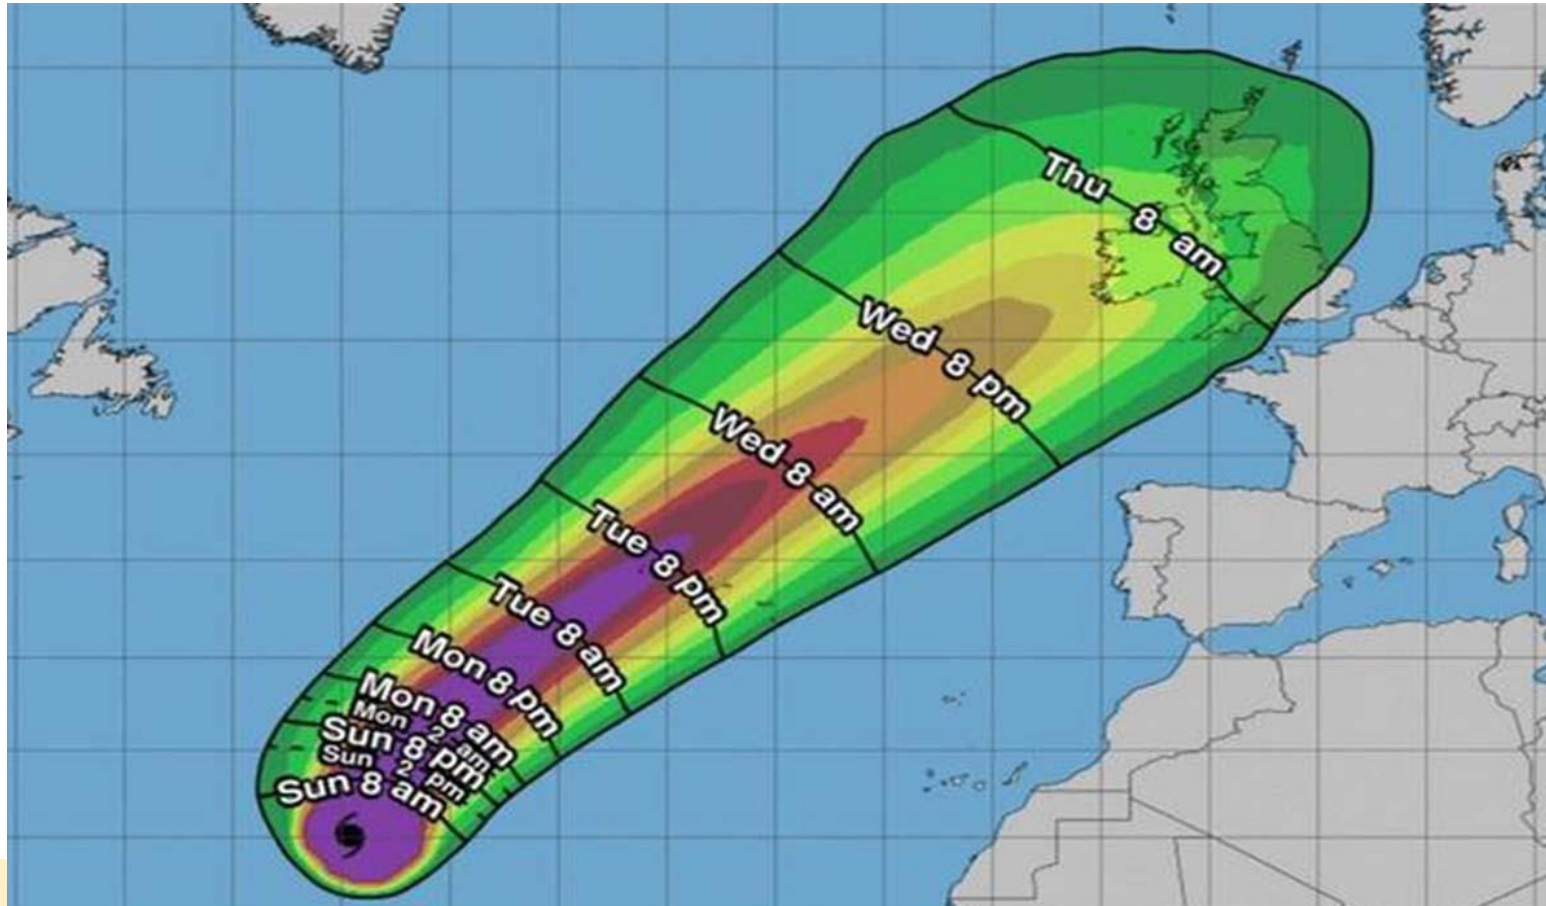 Thu 8 am
Wed 8 pm
Wed 8 am
Tue 8 pm
Tue 8 am
Mon 8 pm
Mon 8 am
Mon 2 am
Sun 8 pm
Sun 2 pm
Sun 8 am